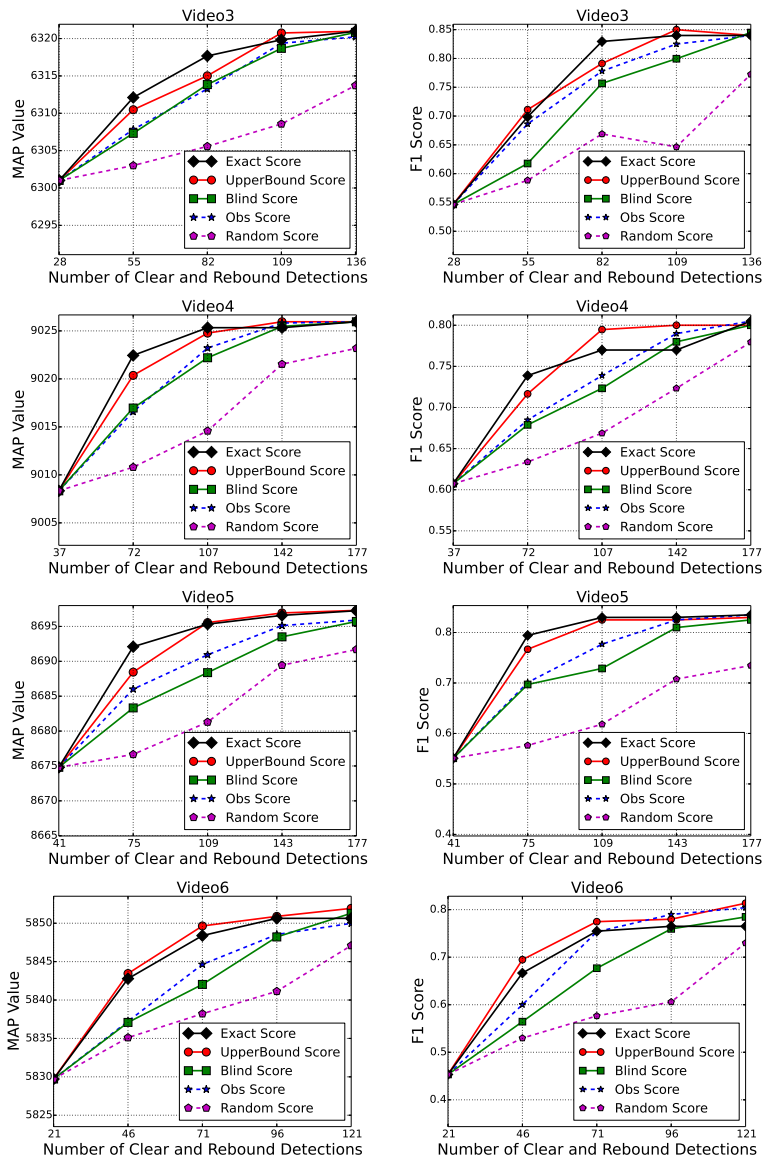 Video3
MAP Value
6320
6315
6310
6305
6300
6295
Exact Score
UpperBound Score
Blind Score
Obs Score
Random Score
28 55 82 109 136
Number of Clear and Rebound Detections
Video3
F1 Score
0.85
0.80
0.75
0.70
0.65
0.60
0.55
0.50
Exact Score
UpperBound Score
Blind Score
Obs Score
Random Score
28 55 82 109 136
Number of Clear and Rebound Detections
Video4
MAP Value
9025
9020
9015
9010
9005
Exact Score
UpperBound Score
Blind Score
Obs Score
Random Score
37 72 107 142 177
Number of Clear and Rebound Detections
Video4
F1 Score
0.80
0.75
0.70
0.65
0.60
0.55
Exact Score
UpperBound Score
Blind Score
Obs Score
Random Score
37 72 107 142 177
Number of Clear and Rebound Detections
Video5
MAP Value
8695
8690
8685
8680
8675
8670
8665
Exact Score
UpperBound Score
Blind Score
Obs Score
Random Score
41 75 109 143 177
Number of Clear and Rebound Detections
Video5
F1 Score
0.8
0.7
0.6
0.5
0.4
Exact Score
UpperBound Score
Blind Score
Obs Score
Random Score
41 75 109 143 177
Number of Clear and Rebound Detections
Video6
MAP Value
5850
5845
5840
5835
5830
5825
Exact Score
UpperBound Score
Blind Score
Obs Score
Random Score
21 46 71 96 121
Number of Clear and Rebound Detections
Video6
F1 Score
0.8
0.7
0.6
0.5
0.4
Exact Score
UpperBound Score
Blind Score
Obs Score
Random Score
21 46 71 96 121
Number of Clear and Rebound Detections